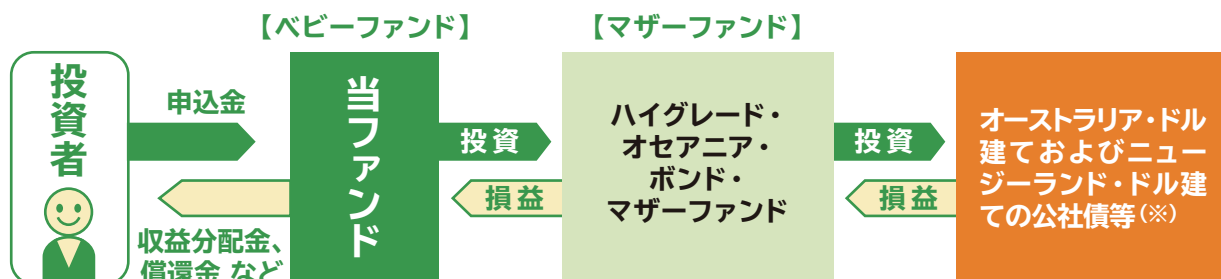 【ベビーファンド】
【マザーファンド】
投資者
申込金
収益分配金、
償還金 など
当ファンド
投資
損益
ハイグレード・
オセアニア・
ボンド・
マザーファンド
投資
損益
オーストラリア・ドル
建ておよびニュー
ジーランド・ドル建
ての公社債等(※)